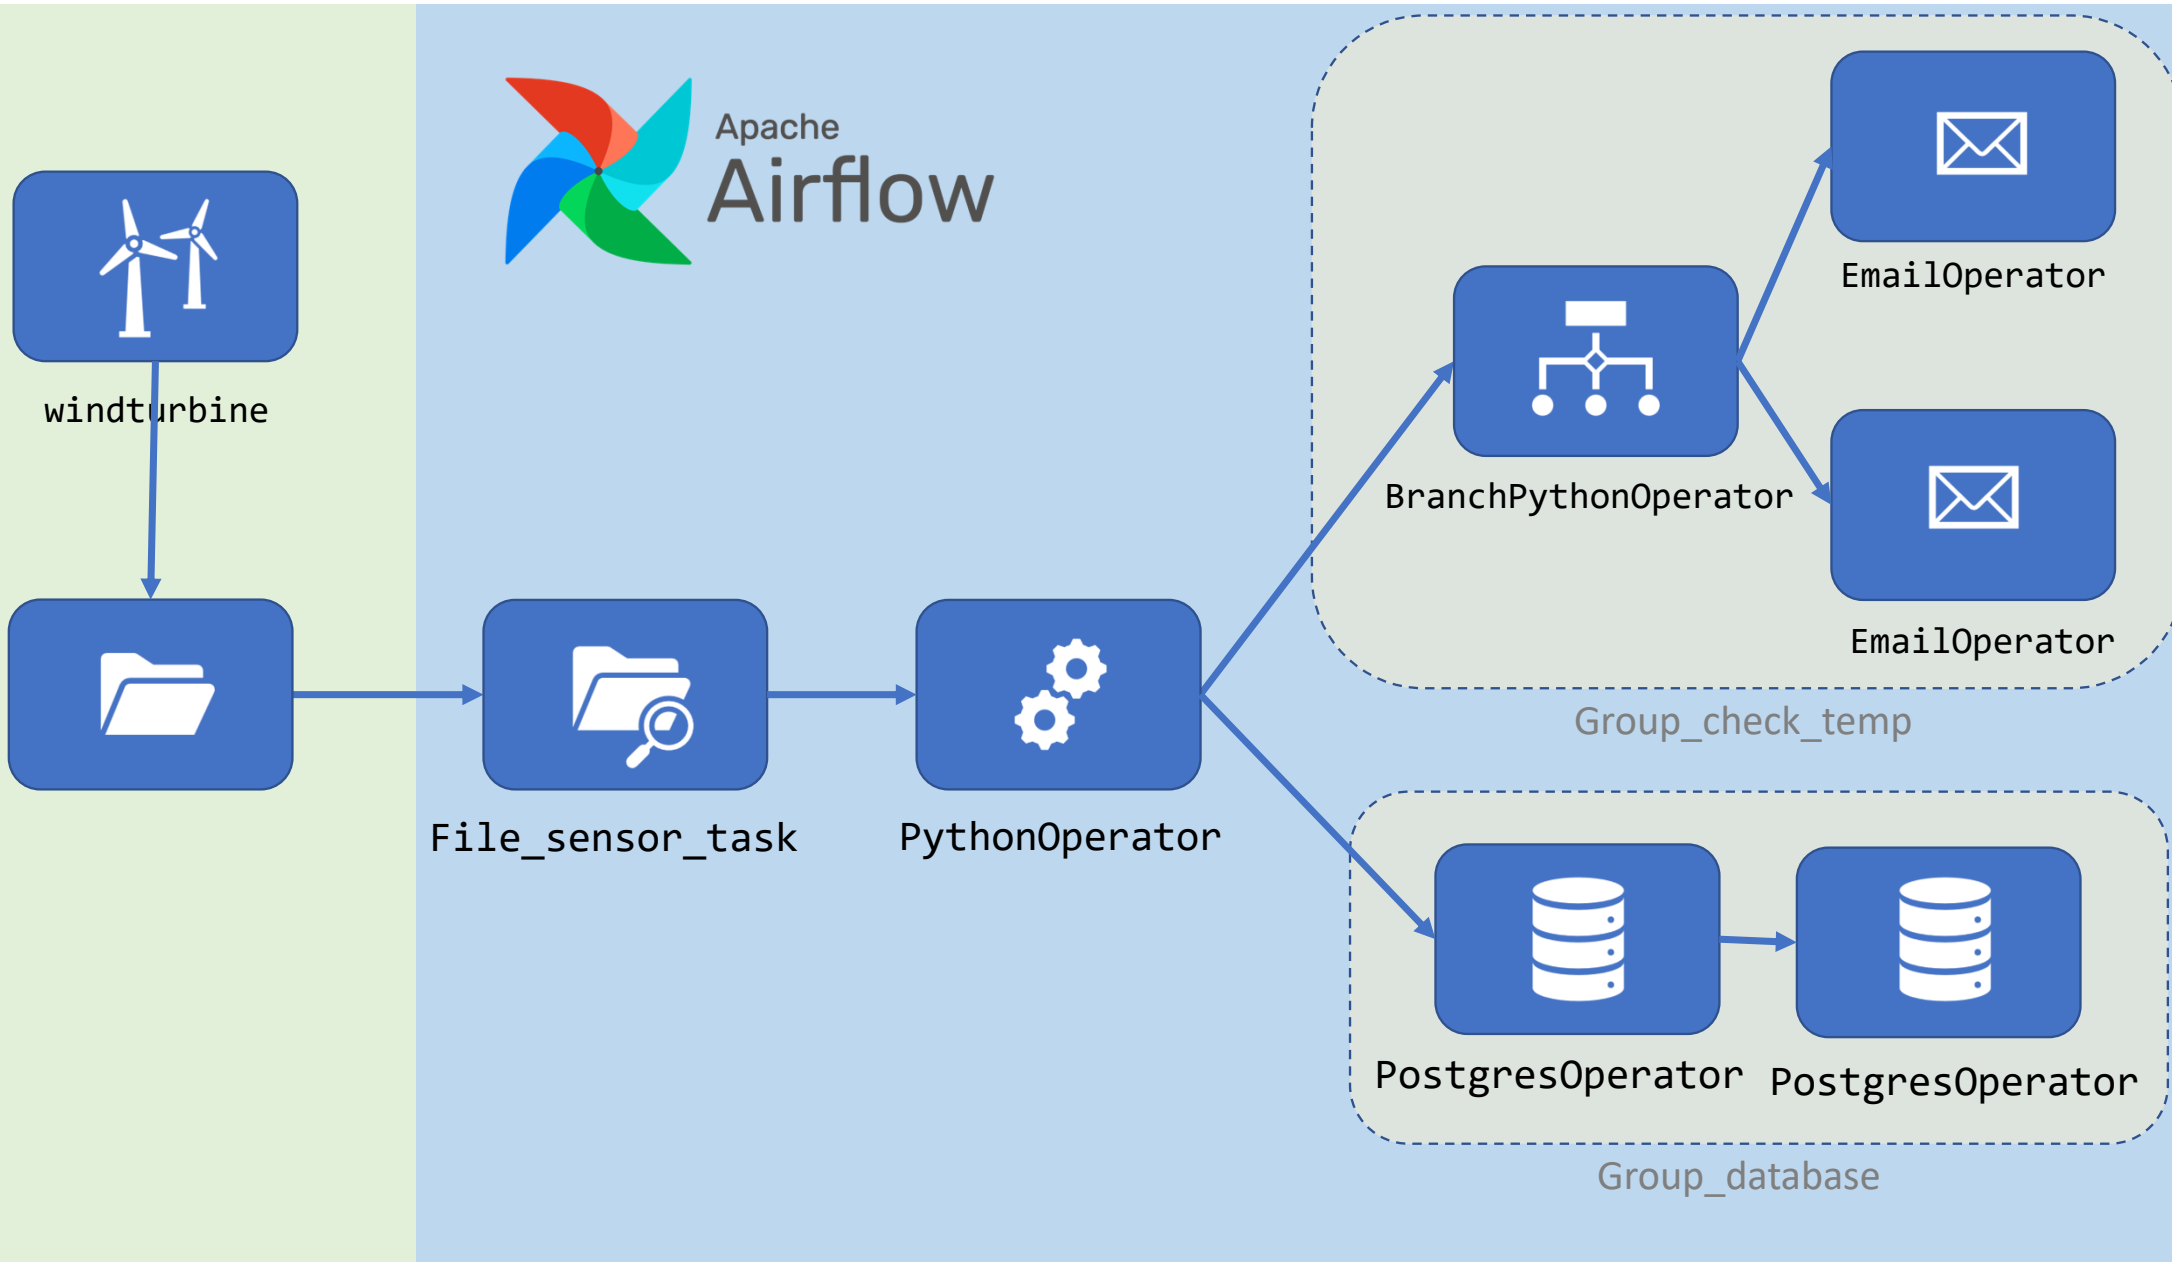 Apache
Airflow
windturbine
EmailOperator
BranchPythonOperator
EmailOperator
Group_check_temp
File_sensor_task
PythonOperator
PostgresOperator
PostgresOperator
Group_database